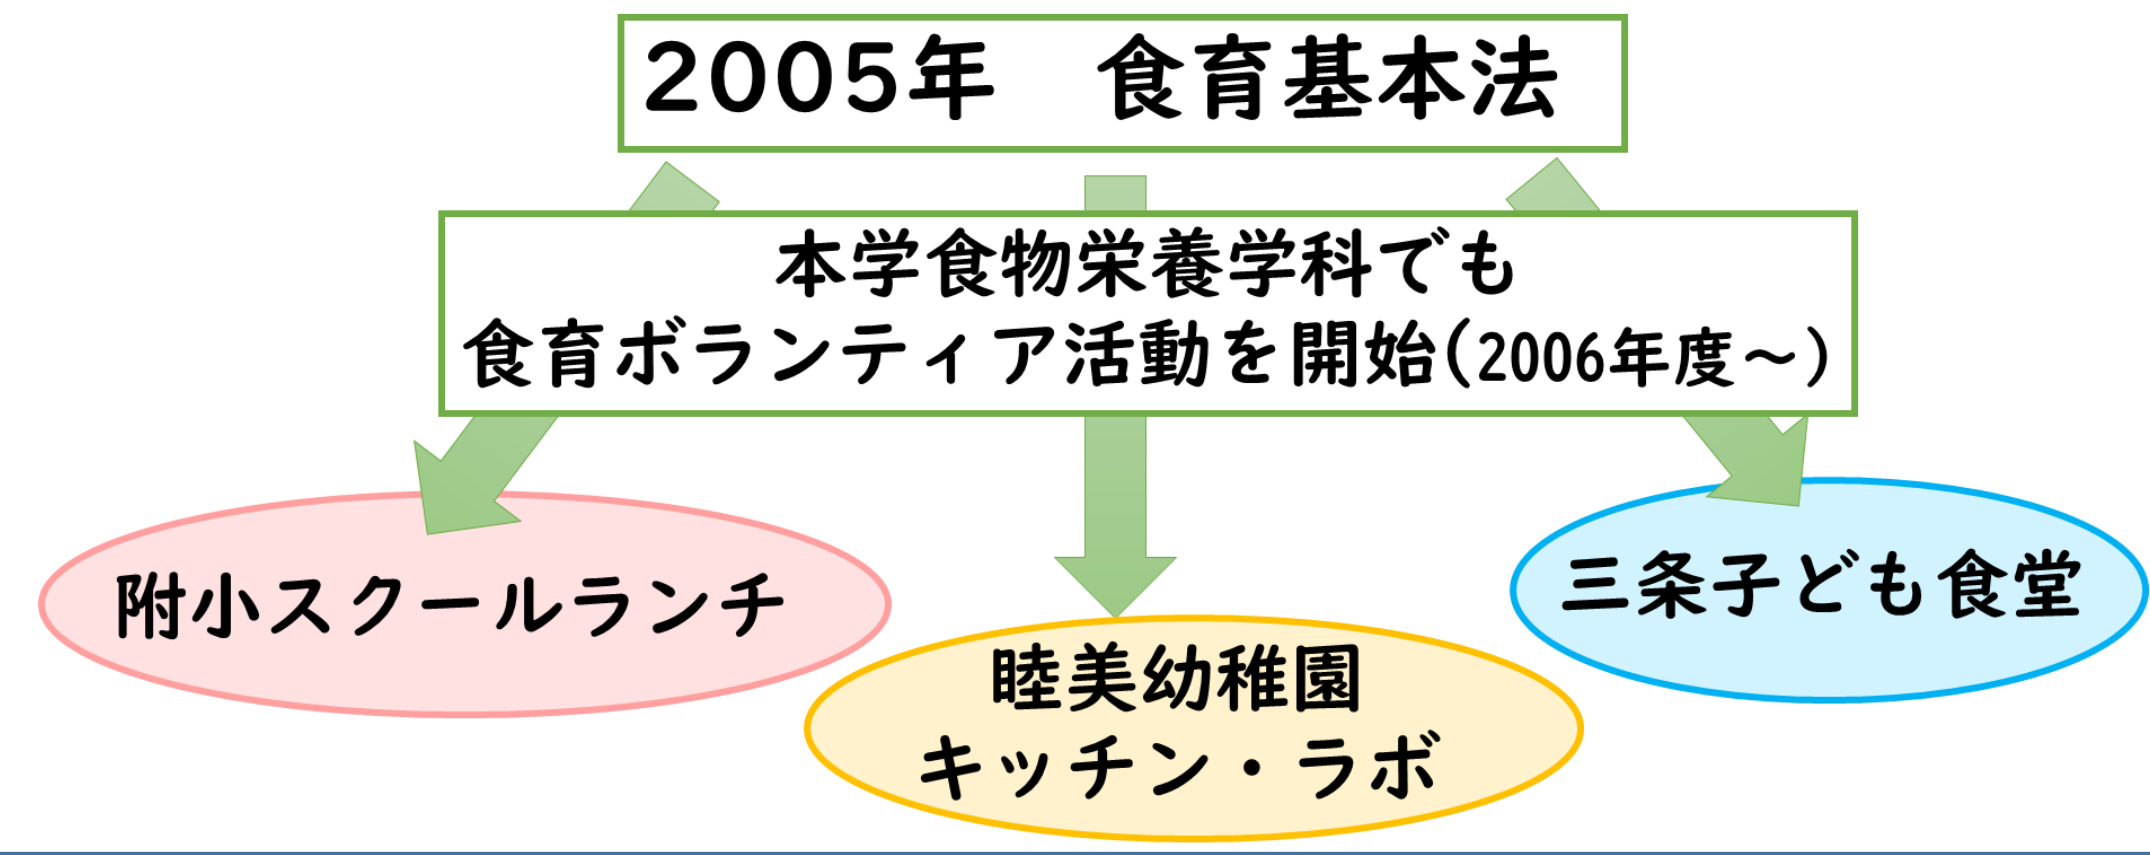 2005年　食育基本法
本学食物栄養学科でも
食育ボランティア活動を開始(2006年度～)
附小スクールランチ
睦美幼稚園
キッチン・ラボ
三条子ども食堂